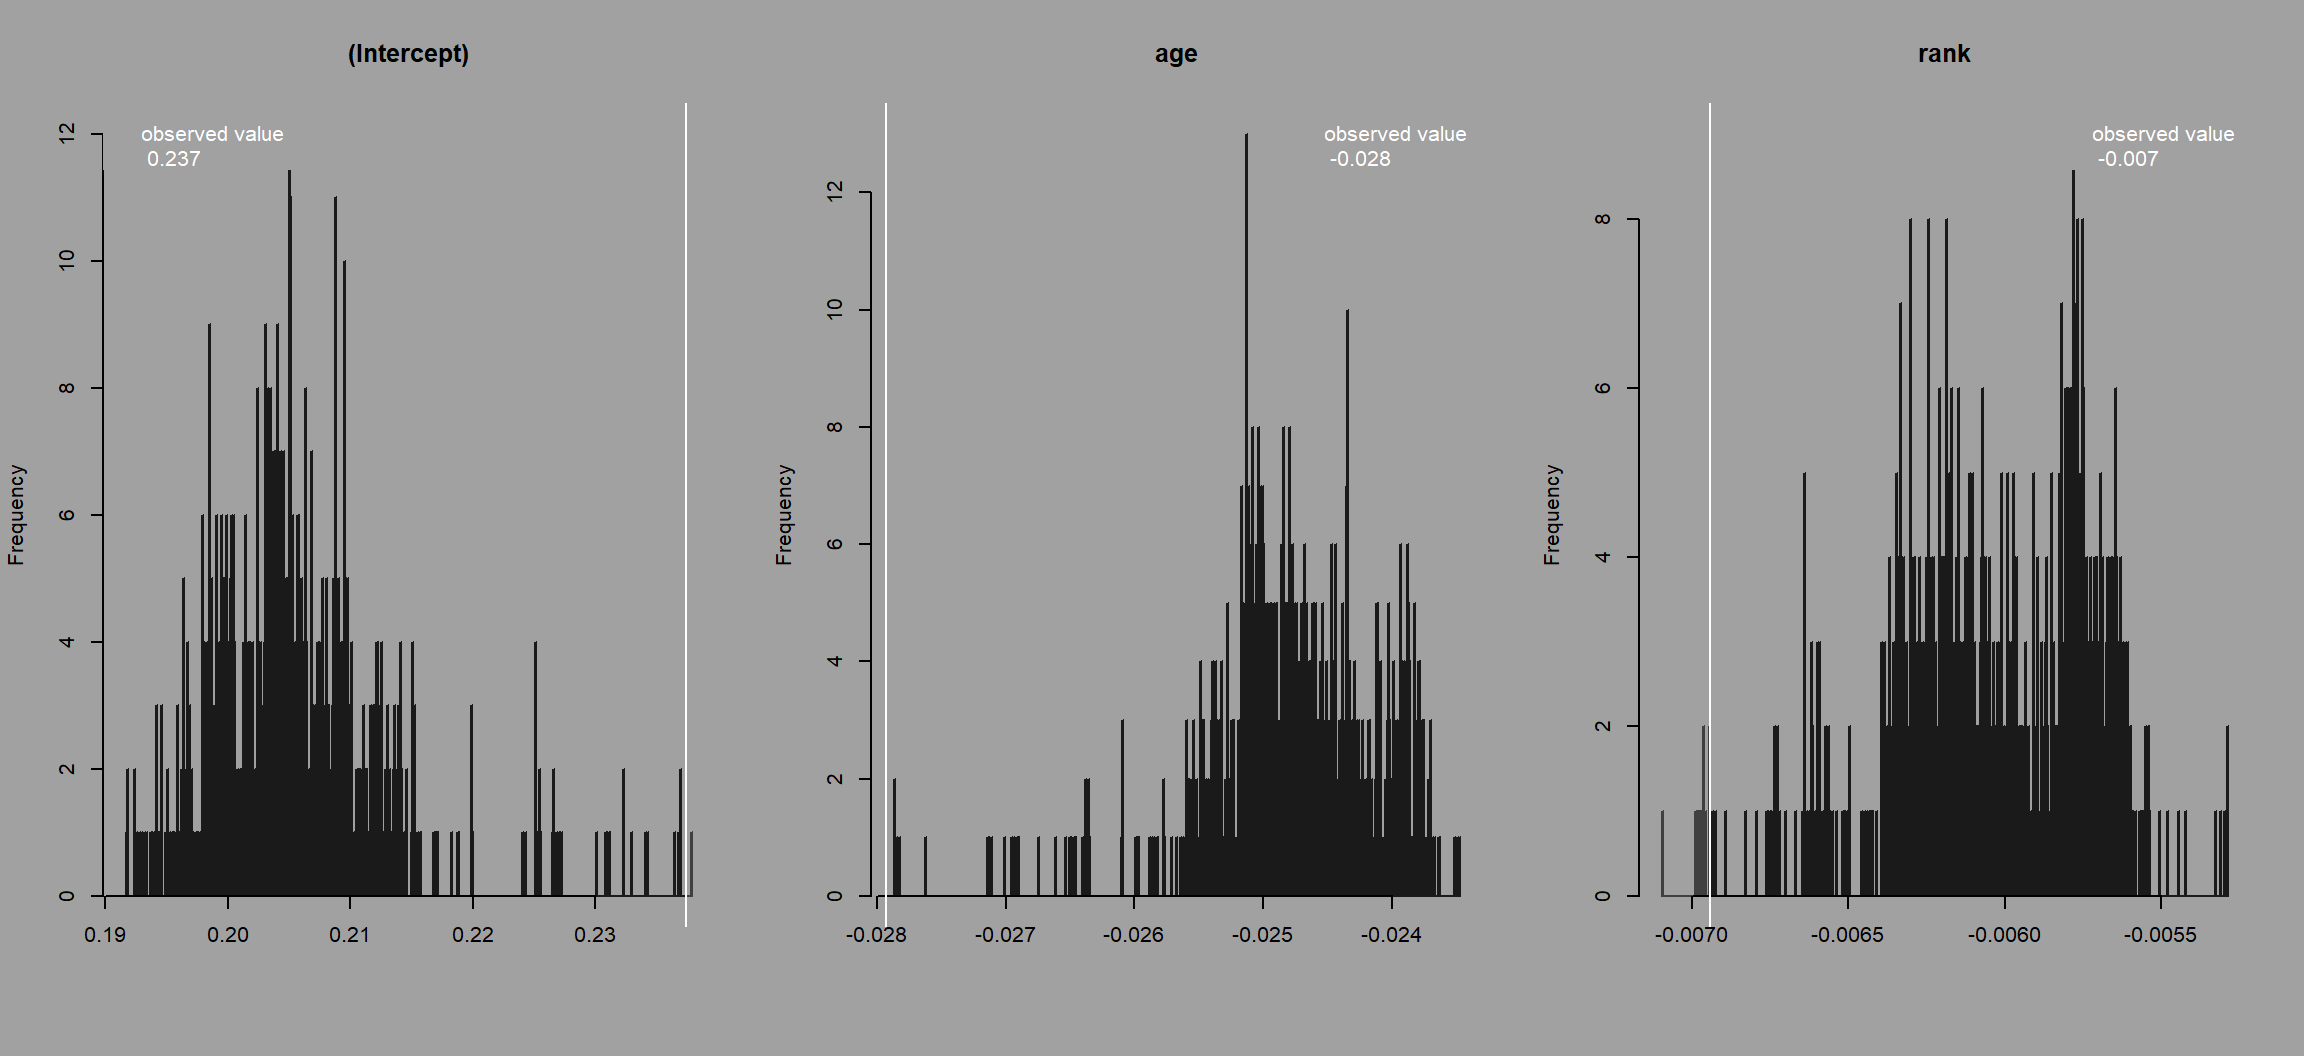 (Intercept)
observed value
0.237
Frequency
12
10
8
6
4
2
0
0.19 0.20 0.21 0.22 0.23
age
observed value
-0.028
Frequency
12
10
8
6
4
2
0
-0.028 -0.027 -0.026 -0.025 -0.024
rank
observed value
-0.007
Frequency
8
6
4
2
0
-0.0070 -0.0065 -0.0060 -0.0055